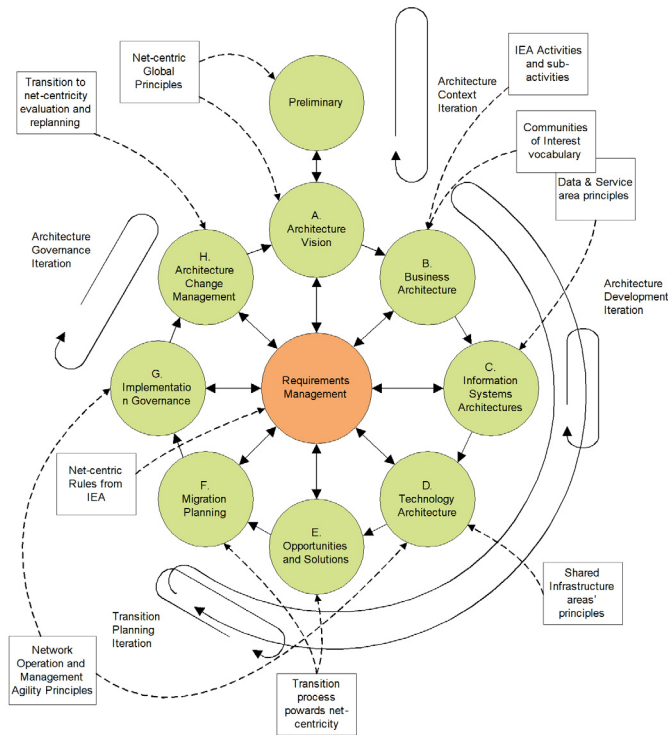 Net-centric
Global
Principles
IEA Activities
and sub-
activities
Transition to
net-centricity
evaluation and
replanning
Preliminary
Architecture
Context
Iteration
Communities
of Interest
vocabulary
Data & Service
area principles
A.
Architecture
Vision
Architecture
Governance
Iteration
H.
Architecture
Change
Management
B.
Business
Architecture
Architecture
Development
Iteration
G.
Implementatio
n Governance
Requirements
Management
C.
Information
Systems
Architectures
Net-centric
Rules from
IEA
F.
Migration
Planning
D.
Technology
Architecture
E.
Opportunities
and Solutions
Shared
Infrastructure
areas'
principles
Transition
Planning
Iteration
Network
Operation and
Management
Agility Principles
Transition
process
powards net-
centricity